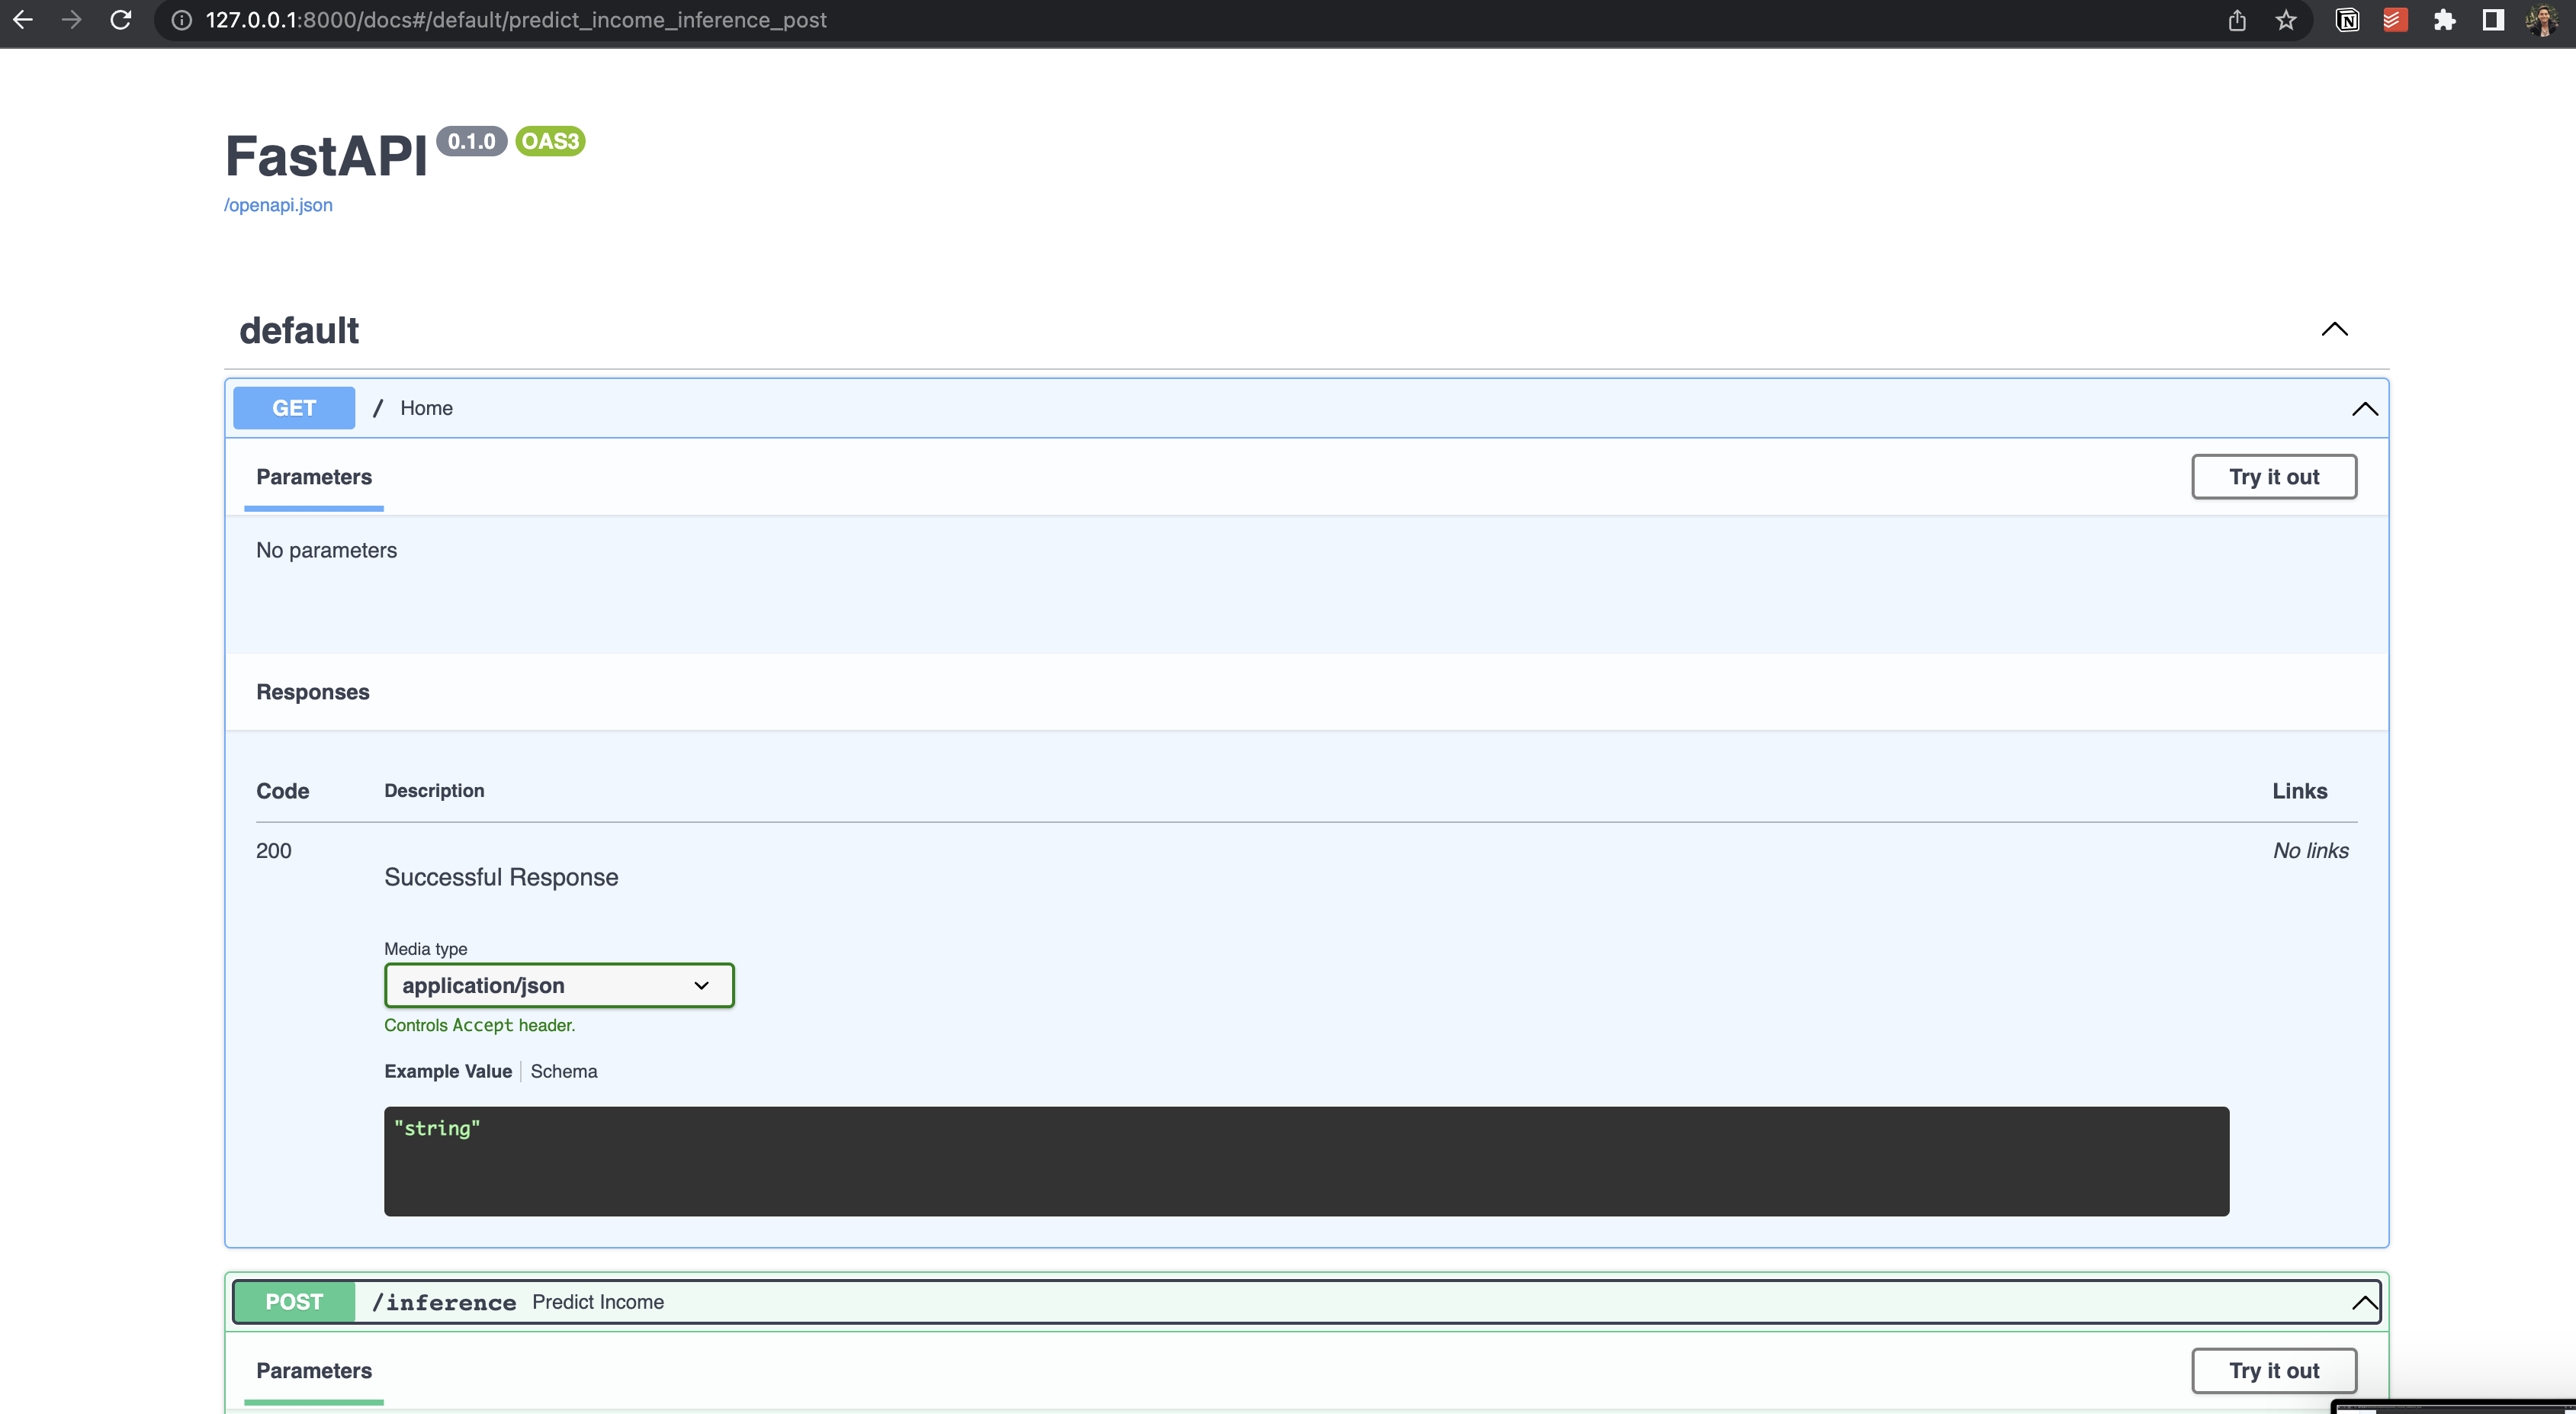 127.0.0.1:8000/docs#/default/predict_income_inference_post
FastAPI 0.1.0 OAS3
/openapi.json
default
GET / Home
Parameters Try it out
No parameters
Responses
Code Description Links
200 No links
Successful Response
Media type
application/json
Controls Accept header.
Example Value Schema
"string"
POST /inference Predict Income
Parameters Try it out